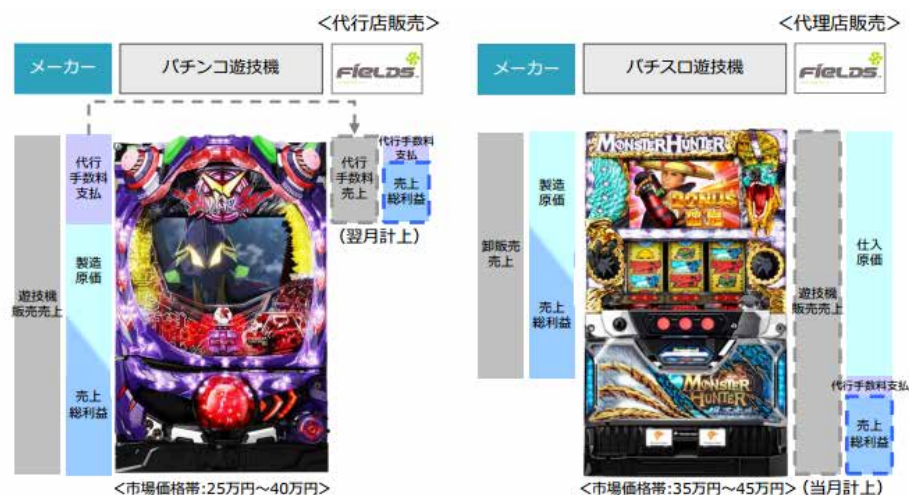 <代行店販売>
メーカー
パチンコ遊技機
FIELDS
代行
手数料
支払
製造
原価
遊技機
販売売上
売上
総利益
代行
手数料
売上
代行手数料
支払
売上
総利益
(翌月計上)
<市場価格帯:25万円~40万円>
<代理店販売>
メーカー
パチスロ遊技機
FIELDS
卸販売
売上
製造
原価
売上
総利益
MONSTER HUNTER
BONUS
MONSTER
HUNTER
遊技機
販売売上
仕入
原価
代行手数料支払
売上
総利益
<市場価格帯:35万円~45万円>
(当月計上)